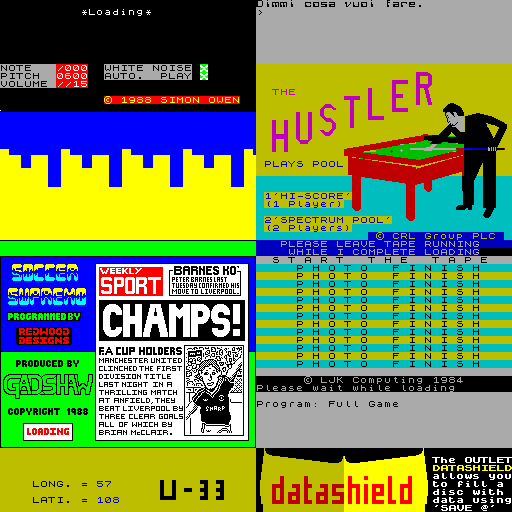 *Loading*
NOTE /000
PITCH 0600
VOLUME //15
WHITE NOISE X
AUTO. PLAY X
© 1988 SIMON OWEN
Dimmi cosa vuoi fare.
>
THE
HUSTLER
PLAYS POOL
1'HI-SCORE'
(1 Player)
2'SPECTRUM POOL'
(2 Players)
© CRL Group PLC
PLEASE LEAVE TAPE RUNNING
WHILE I COMPLETE LOADING
SOCCER
SUPREMO
PROGRAMMED BY
REDWOOD
DESIGNS
PRODUCED BY
GADSHAW
COPYRIGHT 1988
LOADING
WEEKLY
SPORT
BARNES KO'
PETER BARNES LAST
TUESDAY CONFIRMED HIS
MOVE TO LIVERPOOL.
CHAMPS!
F.A CUP HOLDERS
MANCHESTER UNITED
CLINCHED THE FIRST
DIVISION TITLE
LAST NIGHT IN A
THRILLING MATCH
AT ANFIELD, THEY
BEAT LIVERPOOL BY
THREE CLEAR GOALS
ALL OF WHICH BY
BRIAN McCLAIR.
SHARP
START THE TAPE
PHOTO FINISH
PHOTO FINISH
PHOTO FINISH
PHOTO FINISH
PHOTO FINISH
PHOTO FINISH
PHOTO FINISH
PHOTO FINISH
PHOTO FINISH
PHOTO FINISH
PHOTO FINISH
PHOTO FINISH
PHOTO FINISH
© LJK Computing 1984
Please wait while loading
Program: Full Game
LONG. = 57
LATI. = 108
U-33
datashield
The OUTLET
DATASHIELD
allows you
to fill a
disc with
data using
'SAVE @'